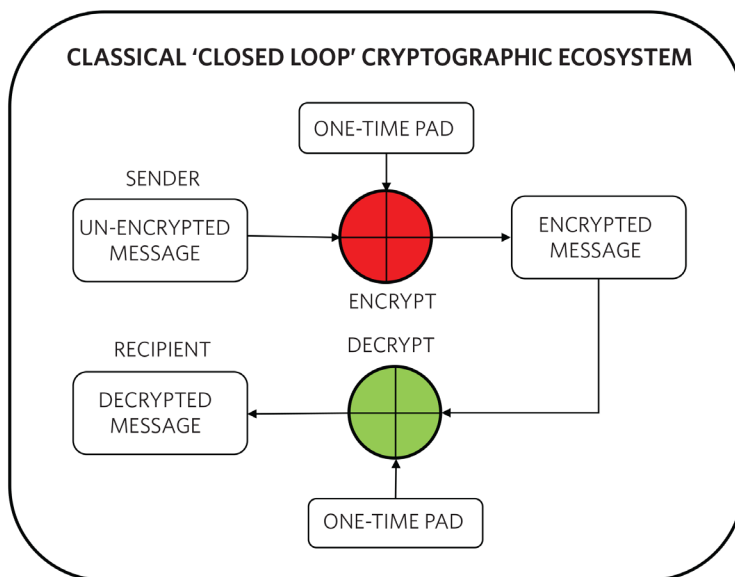 CLASSICAL ‘CLOSED LOOP’ CRYPTOGRAPHIC ECOSYSTEM
ONE-TIME PAD
SENDER
UN-ENCRYPTED
MESSAGE
ENCRYPTED
MESSAGE
ENCRYPT
RECIPIENT
DECRYPT
DECRYPTED
MESSAGE
ONE-TIME PAD